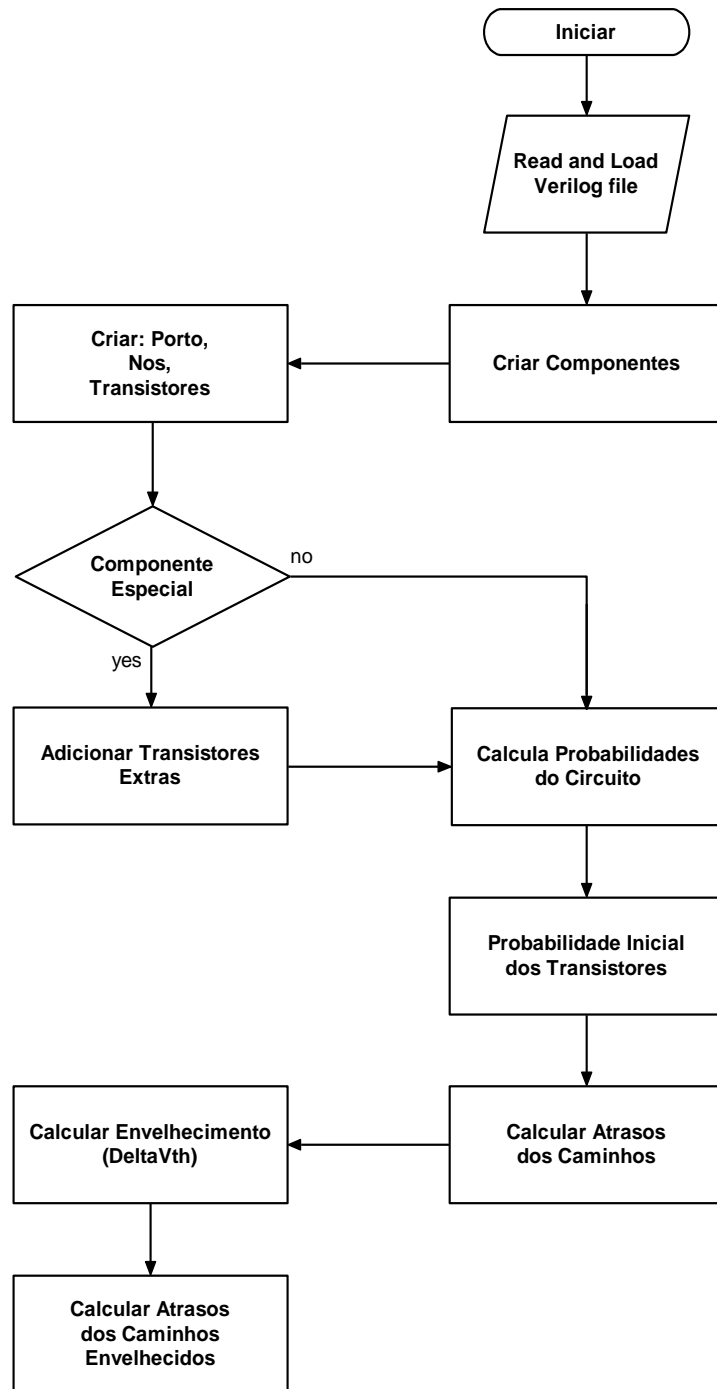 Iniciar
Read and Load
Verilog file
Criar Componentes
Criar: Porto,
Nos,
Transistores
Componente
Especial
no
yes
Adicionar Transistores
Extras
Calcula Probabilidades
do Circuito
Probabilidade Inicial
dos Transistores
Calcular Atrasos
dos Caminhos
Calcular Envelhecimento
(DeltaVth)
Calcular Atrasos
dos Caminhos
Envelhecidos